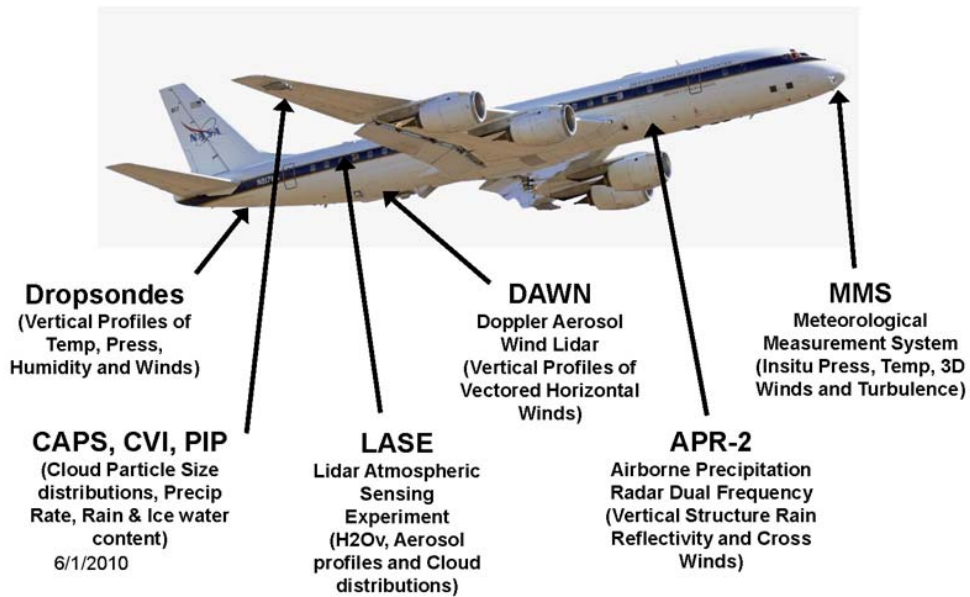 NASA
Dropsondes
(Vertical Profiles of
Temp, Press,
Humidity and Winds)
DAWN
Doppler Aerosol
Wind Lidar
(Vertical Profiles of
Vectored Horizontal
Winds)
MMS
Meteorological
Measurement System
(Insitu Press, Temp, 3D
Winds and Turbulence)
CAPS, CVI, PIP
(Cloud Particle Size
distributions, Precip
Rate, Rain & Ice water
content)
6/1/2010
LASE
Lidar Atmospheric
Sensing
Experiment
(H2Ov, Aerosol
profiles and Cloud
distributions)
APR-2
Airborne Precipitation
Radar Dual Frequency
(Vertical Structure Rain
Reflectivity and Cross
Winds)